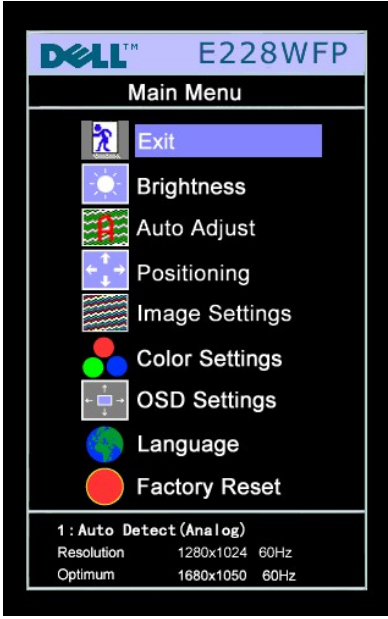 DELL™ E228WFP
Main Menu
Exit
Brightness
Auto Adjust
Positioning
Image Settings
Color Settings
OSD Settings
Language
Factory Reset
1:Auto Detect(Analog)
Resolution 1280x1024 60Hz
Optimum 1680x1050 60Hz